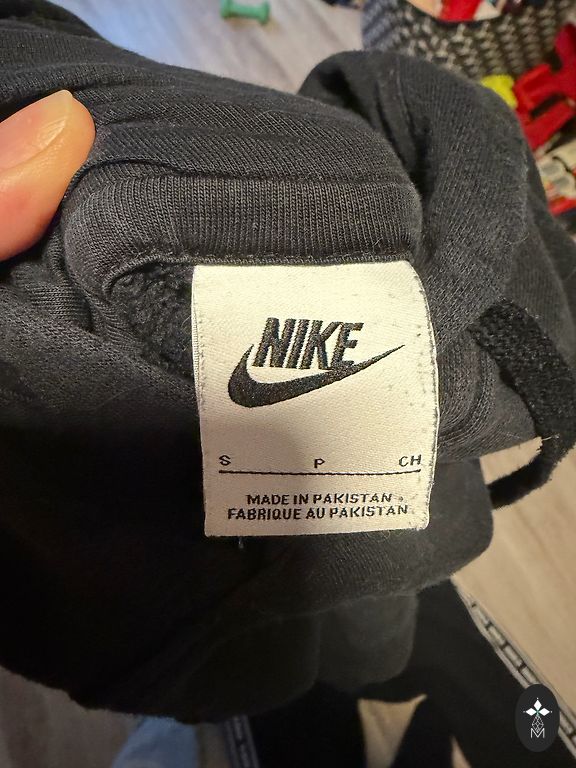 NIKE
S P CH
MADE IN PAKISTAN
FABRIQUE AU PAKISTAN
M